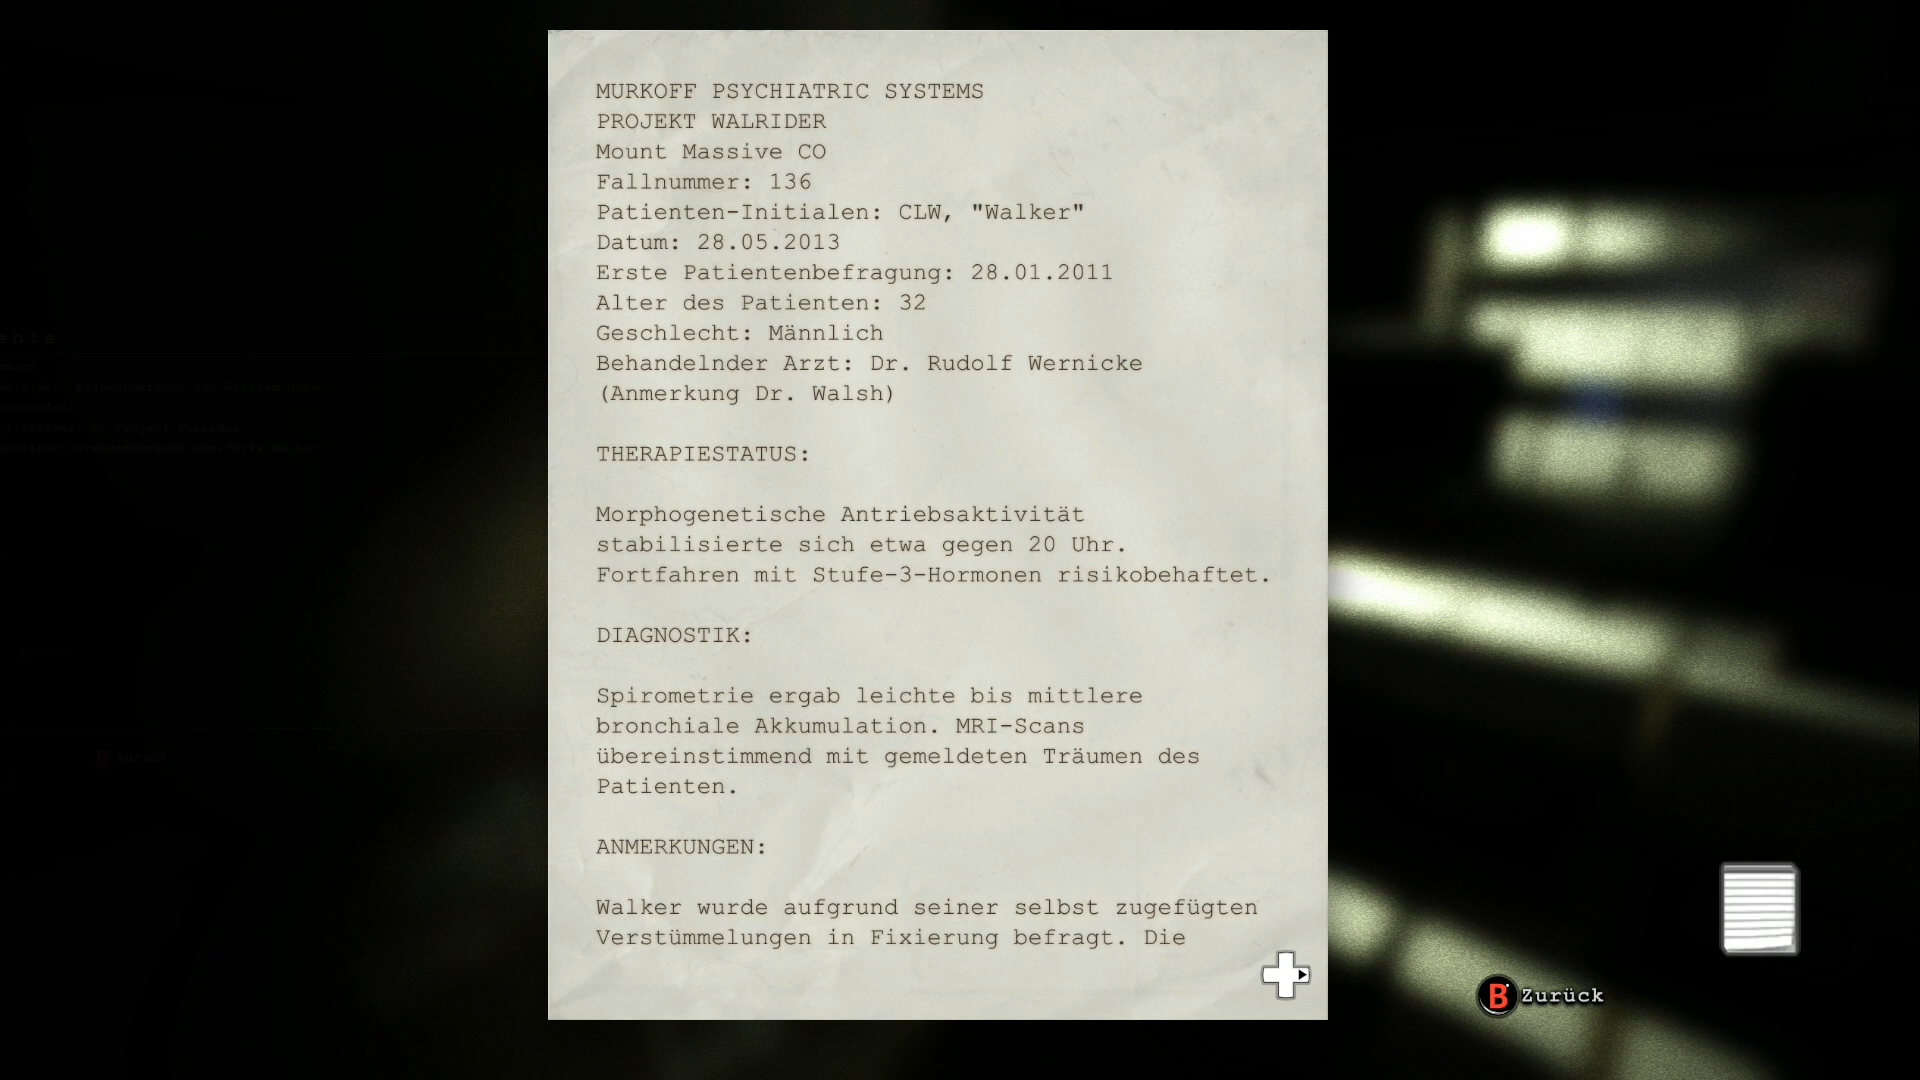 MURKOFF PSYCHIATRIC SYSTEMS
PROJEKT WALRIDER
Mount Massive CO
Fallnummer: 136
Patienten-Initialen: CLW, "Walker"
Datum: 28.05.2013
Erste Patientenbefragung: 28.01.2011
Alter des Patienten: 32
Geschlecht: Männlich
Behandelnder Arzt: Dr. Rudolf Wernicke
(Anmerkung Dr. Walsh)
THERAPIESTATUS:
Morphogenetische Antriebsaktivität
stabilisierte sich etwa gegen 20 Uhr.
Fortfahren mit Stufe-3-Hormonen risikobehaftet.
DIAGNOSTIK:
Spirometrie ergab leichte bis mittlere
bronchiale Akkumulation. MRI-Scans
übereinstimmend mit gemeldeten Träumen des
Patienten.
ANMERKUNGEN:
Walker wurde aufgrund seiner selbst zugefügten
Verstümmelungen in Fixierung befragt. Die
B Zurück
Zurück